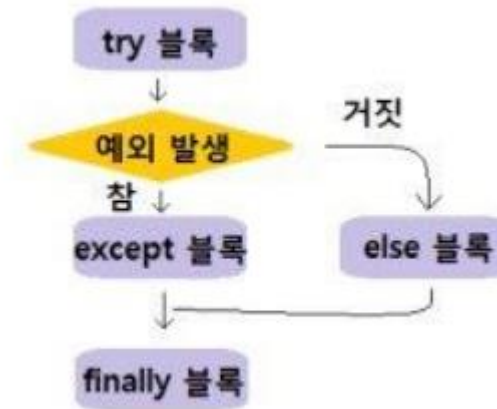 try 블록
예외 발생
거짓
참
except 블록
else 블록
finally 블록